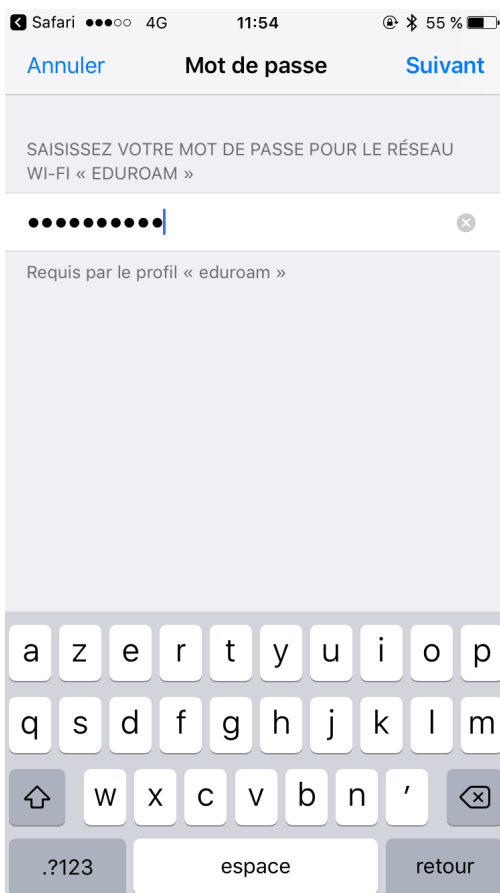 Safari 4G 11:54 55 %
Annuler Mot de passe Suivant
SAISISSEZ VOTRE MOT DE PASSE POUR LE RÉSEAU
WI-FI « EDUROAM »
••••••••••
Requis par le profil « eduroam »
a z e r t y u i o p
q s d f g h j k l m
w x c v b n ’
.?123 espace retour